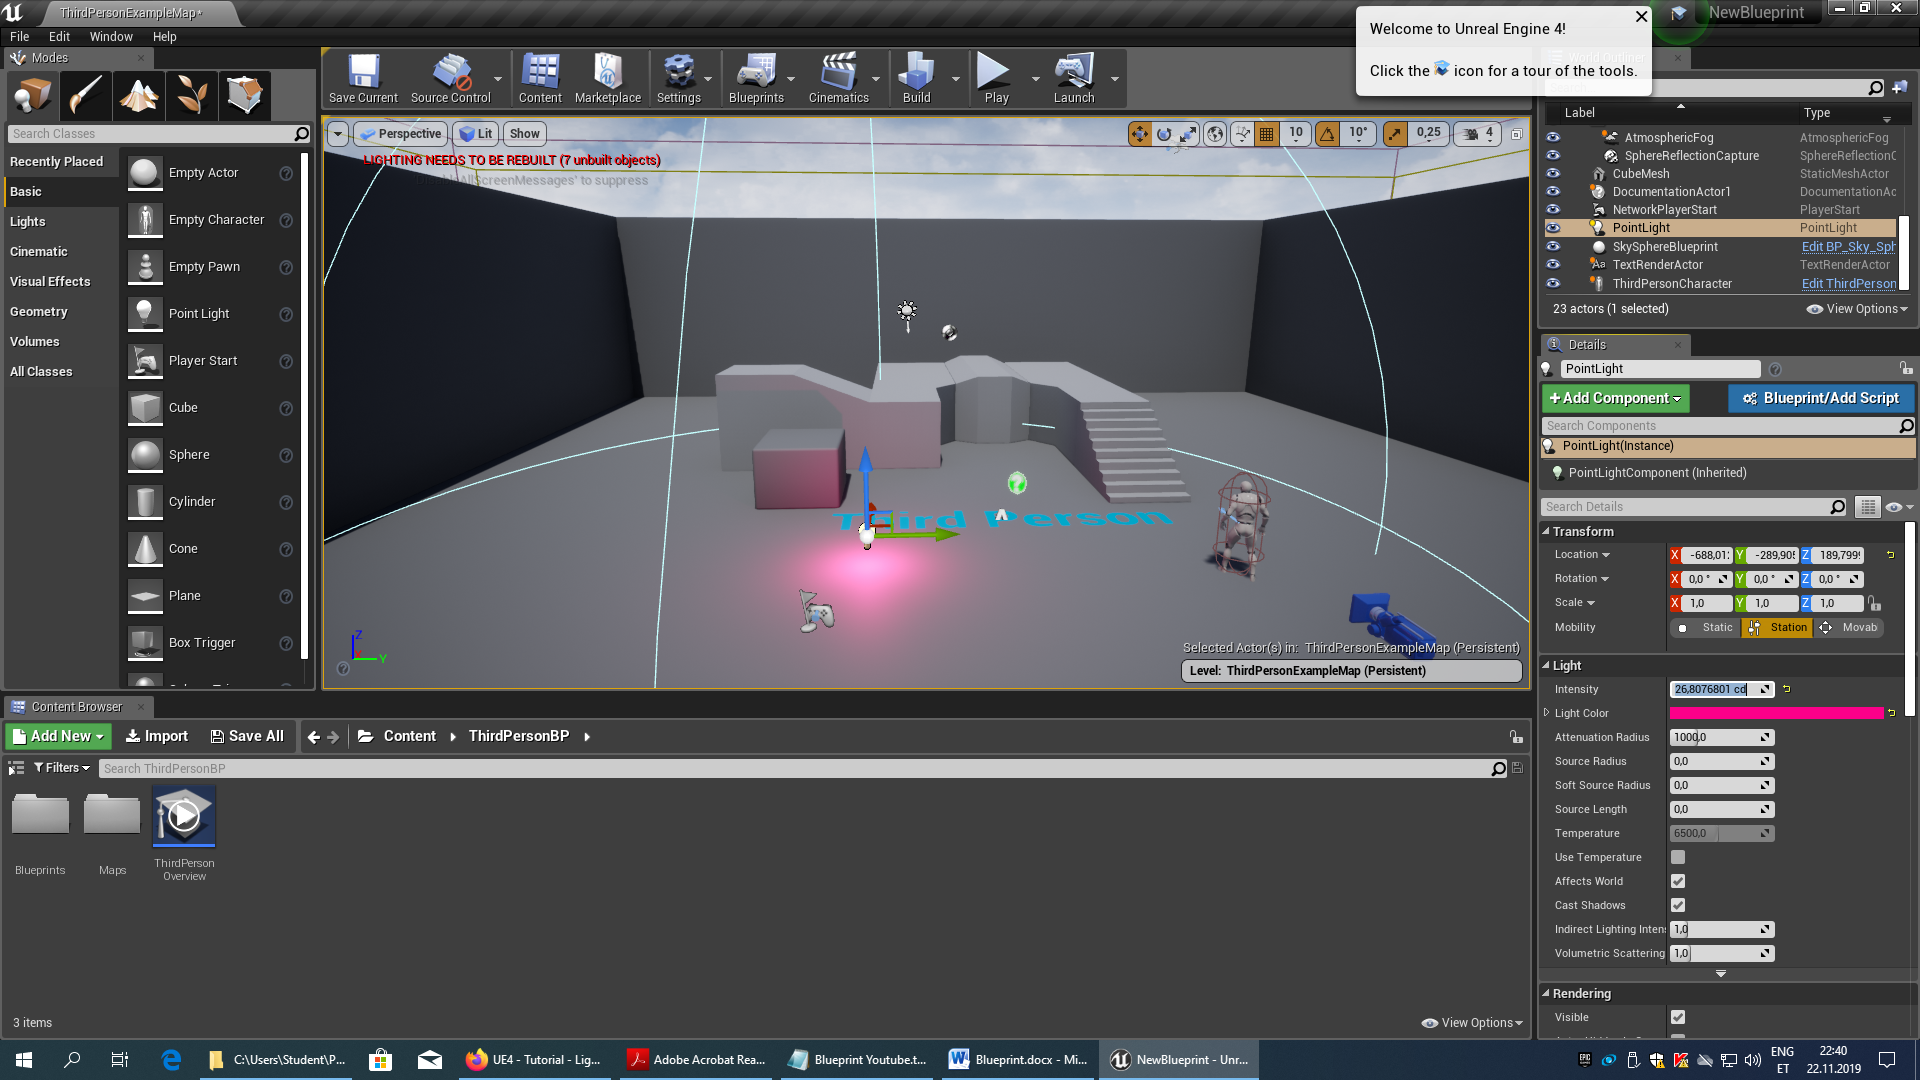 ThirdPersonExampleMap*
NewBlueprint
File Edit Window Help
Welcome to Unreal Engine 4!
Click the icon for a tour of the tools.
Modes
Search Classes
Recently Placed
Basic
Lights
Cinematic
Visual Effects
Geometry
Volumes
All Classes
Empty Actor
Empty Character
Empty Pawn
Point Light
Player Start
Cube
Sphere
Cylinder
Cone
Plane
Box Trigger
Save Current
Source Control
Content
Marketplace
Settings
Blueprints
Cinematics
Build
Play
Launch
Perspective Lit Show
10 10° 0,25 4
LIGHTING NEEDS TO BE REBUILT (7 unbuilt objects)
AllScreenMessages' to suppress
Third Person
Z
X
Y
Selected Actor(s) in: ThirdPersonExampleMap (Persistent)
Level: ThirdPersonExampleMap (Persistent)
World Outliner
Label Type
AtmosphericFog AtmosphericFog
SphereReflectionCapture SphereReflectionC
CubeMesh StaticMeshActor
DocumentationActor1 DocumentationAc
NetworkPlayerStart PlayerStart
PointLight PointLight
SkySphereBlueprint Edit BP_Sky_Sph
TextRenderActor TextRenderActor
ThirdPersonCharacter Edit ThirdPerson
23 actors (1 selected) View Options
Details
PointLight
+Add Component Blueprint/Add Script
Search Components
PointLight(Instance)
PointLightComponent (Inherited)
Search Details
Transform
Location X -688,01 Y -289,90 Z 189,799
Rotation X 0,0 ° Y 0,0 ° Z 0,0 °
Scale X 1,0 Y 1,0 Z 1,0
Mobility Static Station Movab
Light
Intensity 26,8076801 cd
Light Color
Attenuation Radius 1000,0
Source Radius 0,0
Soft Source Radius 0,0
Source Length 0,0
Temperature 6500,0
Use Temperature
Affects World
Cast Shadows
Indirect Lighting Intens 1,0
Volumetric Scattering 1,0
Rendering
Visible
Content Browser
Add New Import Save All Content ThirdPersonBP
Filters Search ThirdPersonBP
Blueprints
Maps
ThirdPerson
Overview
3 items View Options
C:\Users\Student\P...
UE4 - Tutorial - Lig...
Adobe Acrobat Rea...
Blueprint Youtube.t...
Blueprint.docx - Mi...
NewBlueprint - Unr...
ENG
ET
22:40
22.11.2019